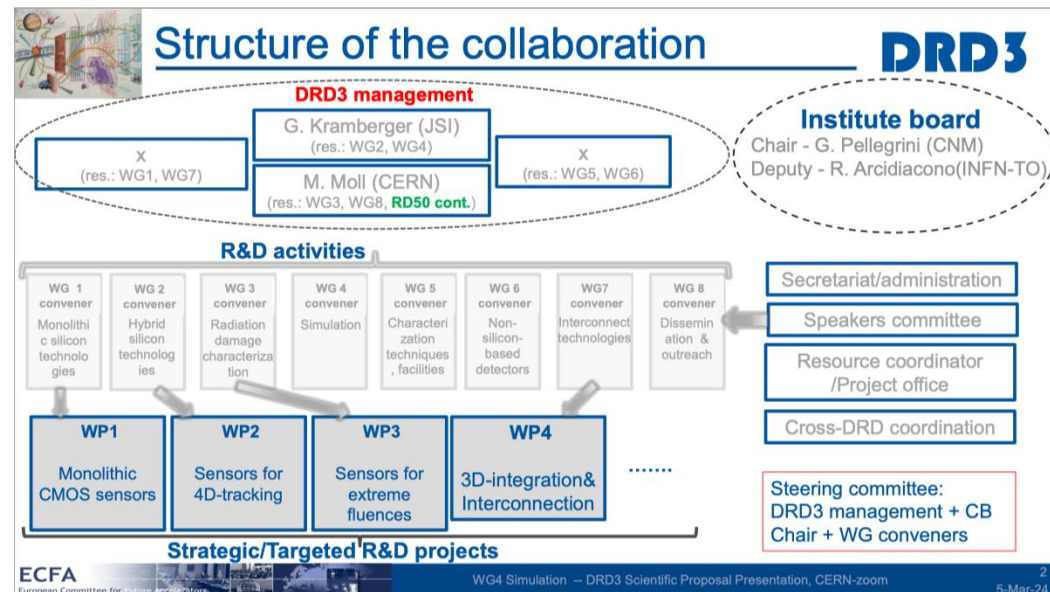 Structure of the collaboration
DRD3
DRD3 management
G. Kramberger (JSI)
(res.: WG2, WG4)
x
(res.: WG1, WG7)
x
(res.: WG5, WG6)
M. Moll (CERN)
(res.: WG3, WG8, RD50 cont.)
Institute board
Chair - G. Pellegrini (CNM)
Deputy - R. Arcidiacono(INFN-TO)
R&D activities
WG 1
convener
Monolithi
c silicon
technolo
gies
WG 2
convener
Hybrid
silicon
technolog
ies
WG 3
convener
Radiation
damage
characteriza
tion
WG 4
convener
Simulation
WG 5
convener
Characteri
zation
techniques
, facilities
WG 6
convener
Non-
silicon-
based
detectors
WG7
convener
Interconnect
technologies
WG 8
convener
Dissemin
ation &
outreach
Secretariat/administration
Speakers committee
Resource coordinator
/Project office
Cross-DRD coordination
WP1
Monolithic
CMOS sensors
WP2
Sensors for
4D-tracking
WP3
Sensors for
extreme
fluences
WP4
3D-integration&
Interconnection
.......
Steering committee:
DRD3 management + CB
Chair + WG conveners
Strategic/Targeted R&D projects
ECFA
European Committee for Future Accelerators
WG4 Simulation -- DRD3 Scientific Proposal Presentation, CERN-zoom
2
5-Mar-24